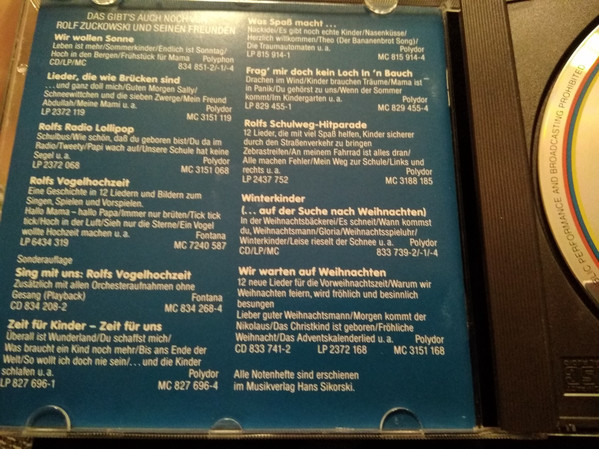 DAS GIBT'S AUCH NOCH
ROLF ZUCKOWSKI UND SEINEN FREUNDEN
Wir wollen Sonne
Leben ist mehr/Sommerkinder/Endlich ist Sonntag/
Hoch in den Bergen/Frühstück für Mama Polyphon
CD/LP/MC 834 851-2/-1/-4
Lieder, die wie Brücken sind
...und ganz doll mich/Guten Morgen Sally/
Schneewittchen und die sieben Zwerge/Mein Freund
Abdullah/Meine Mami u. a. Polydor
LP 2372 119 MC 3151 119
Rolfs Radio Lollipop
Schulbus/Wie schön, daß du geboren bist/Du da im
Radio/Tweety/Papi wach auf/Unsere Schule hat keine
Segel u. a. Polydor
LP 2372 068 MC 3151 068
Rolfs Vogelhochzeit
Eine Geschichte in 12 Liedern und Bildern zum
Singen, Spielen und Vorspielen.
Hallo Mama – hallo Papa/Immer nur brüten/Tick tick
tick/Hoch in der Luft/Sieh nur die Sterne/Ein Vogel
wollte Hochzeit machen u. a. Fontana
LP 6434 319 MC 7240 587
Sonderauflage
Sing mit uns: Rolfs Vogelhochzeit
Zusätzlich mit allen Orchesteraufnahmen ohne
Gesang (Playback) Fontana
CD 834 208-2 MC 834 268-4
Zeit für Kinder – Zeit für uns
Überall ist Wunderland/Du schaffst mich/
Was braucht ein Kind noch mehr/Bis ans Ende der
Welt/So wollt ich doch nie sein/...und die Kinder
schlafen u. a. Polydor
LP 827 696-1 MC 827 696-4
Was Spaß macht ...
Nackidei/Es gibt noch echte Kinder/Nasenküsse/
Herzlich willkommen/Theo (Der Bananenbrot Song)/
Die Traumautomaten u. a. Polydor
LP 815 914-1 MC 815 914-4
Frag' mir doch kein Loch in 'n Bauch
Drachen im Wind/Kinder brauchen Träume/Mama ist
in Panik/Du gehörst zu uns/Wenn der Sommer
kommt/Im Kindergarten u. a. Polydor
LP 829 455-1 MC 829 455-4
Rolfs Schulweg-Hitparade
12 Lieder, die mit viel Spaß helfen, Kinder sicherer
durch den Straßenverkehr zu bringen
Zebrastreifen/An meinem Fahrrad ist alles dran/
Alle machen Fehler/Mein Weg zur Schule/Links und
rechts u. a. Polydor
LP 2437 752 MC 3188 185
Winterkinder
(... auf der Suche nach Weihnachten)
In der Weihnachtsbäckerei/Es schneit/Wann kommst
du, Weihnachtsmann/Gloria/Weihnachtsspieluhr/
Winterkinder/Leise rieselt der Schnee u. a. Polydor
CD/LP/MC 833 739-2/-1/-4
Wir warten auf Weihnachten
12 neue Lieder für die Vorweihnachtszeit/Warum wir
Weihnachten feiern, wird fröhlich und besinnlich
besungen
Lieber guter Weihnachtsmann/Morgen kommt der
Nikolaus/Das Christkind ist geboren/Fröhliche
Weihnacht/Das Adventskalenderlied u. a. Polydor
CD 833 741-2 LP 2372 168 MC 3151 168
Alle Notenhefte sind erschienen
im Musikverlag Hans Sikorski.
PERFORMANCE AND BROADCASTING PROHIBITED